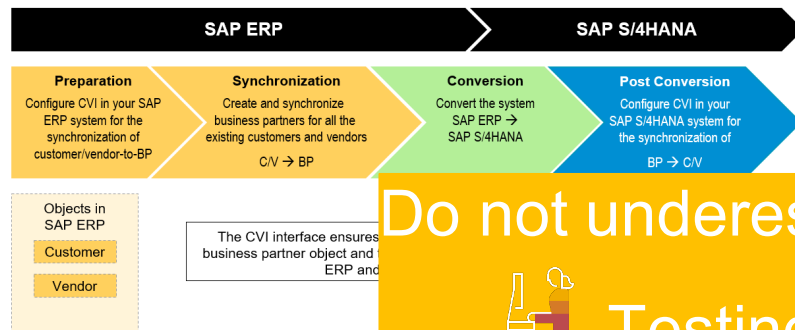 SAP ERP
SAP S/4HANA
Preparation
Configure CVI in your SAP
ERP system for the
synchronization of
customer/vendor-to-BP
Synchronization
Create and synchronize
business partners for all the
existing customers and vendors
C/V → BP
Conversion
Convert the system
SAP ERP →
SAP S/4HANA
Post Conversion
Configure CVI in your
SAP S/4HANA system for
the synchronization of
BP → C/V
Objects in
SAP ERP
Customer
Vendor
The CVI interface ensures
business partner object and
ERP and
Do not underes
Testing